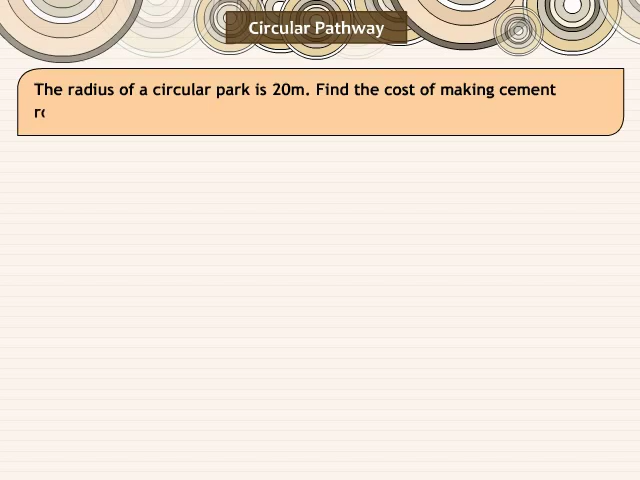 Circular Pathway
The radius of a circular park is 20m. Find the cost of making cement